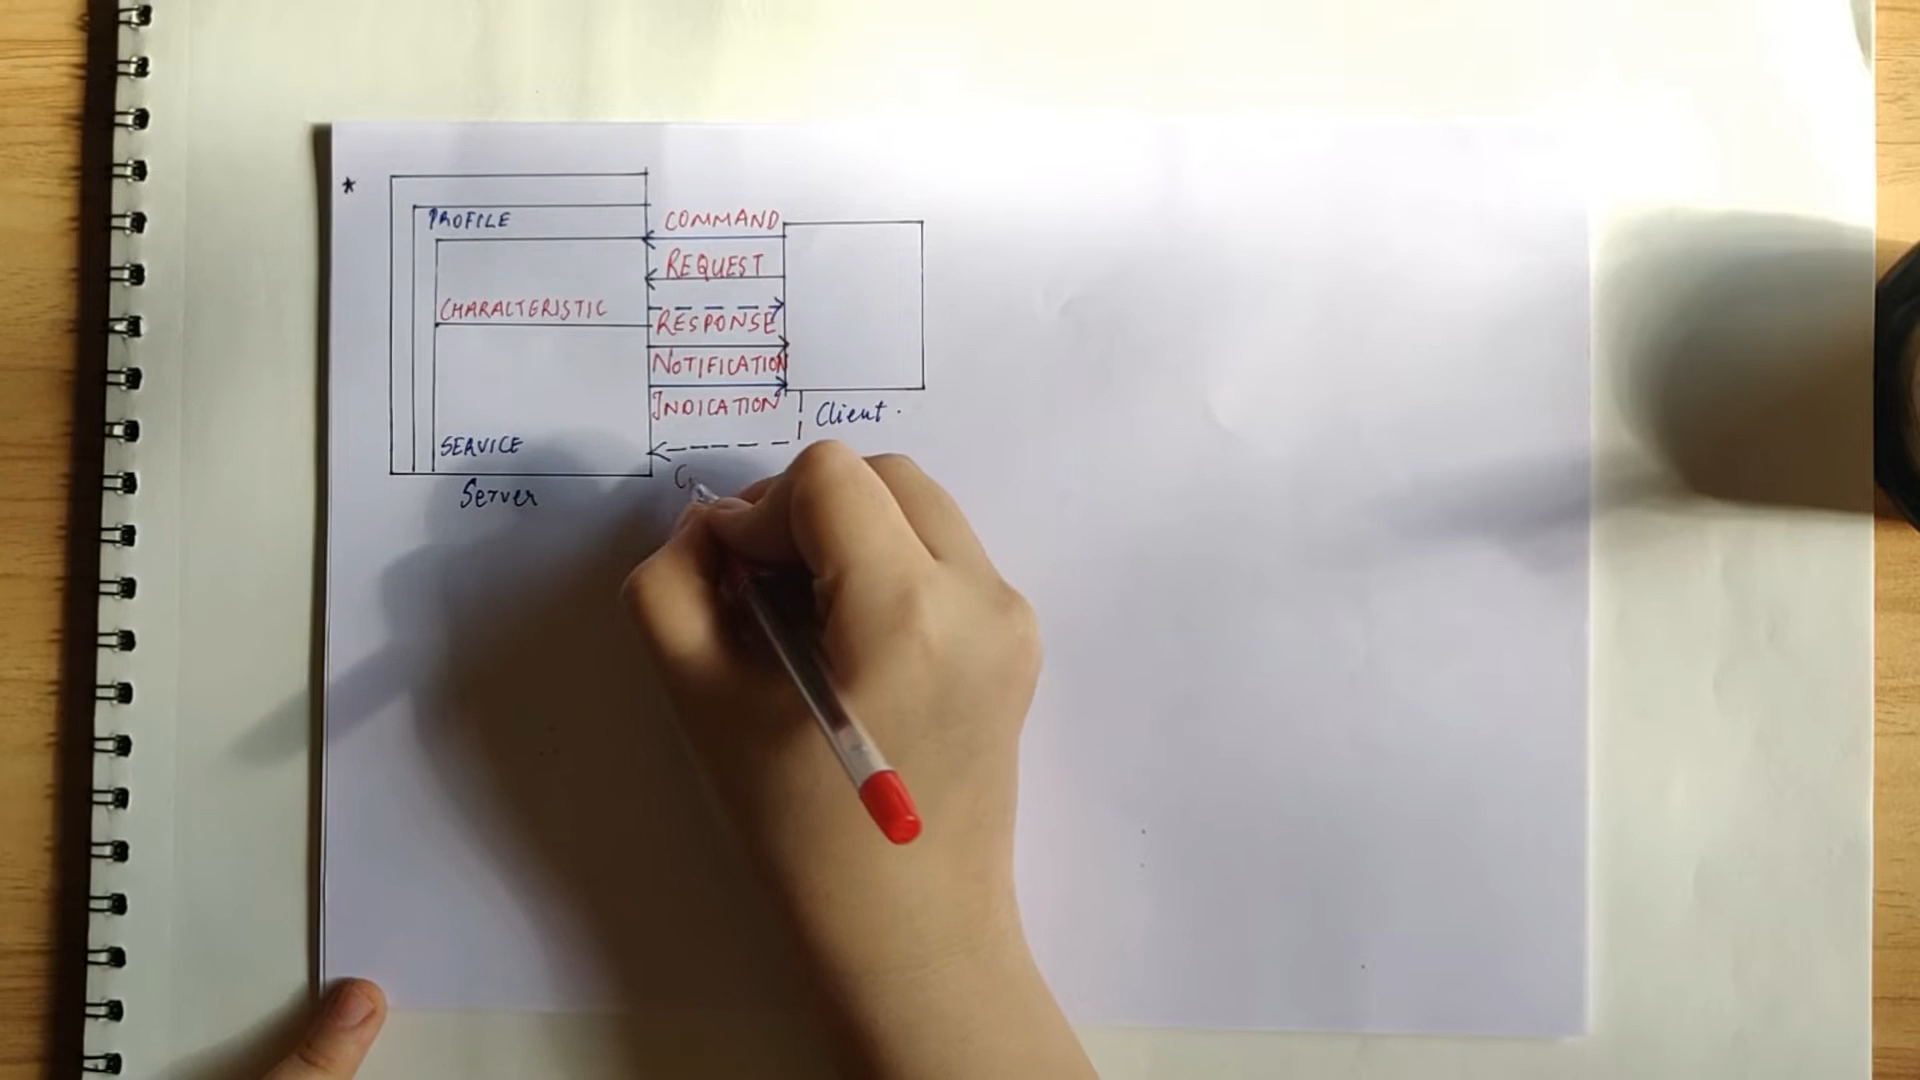 *
PROFILE
COMMAND
REQUEST
CHARACTERISTIC
RESPONSE
NOTIFICATION
INDICATION
Client.
SERVICE
Server